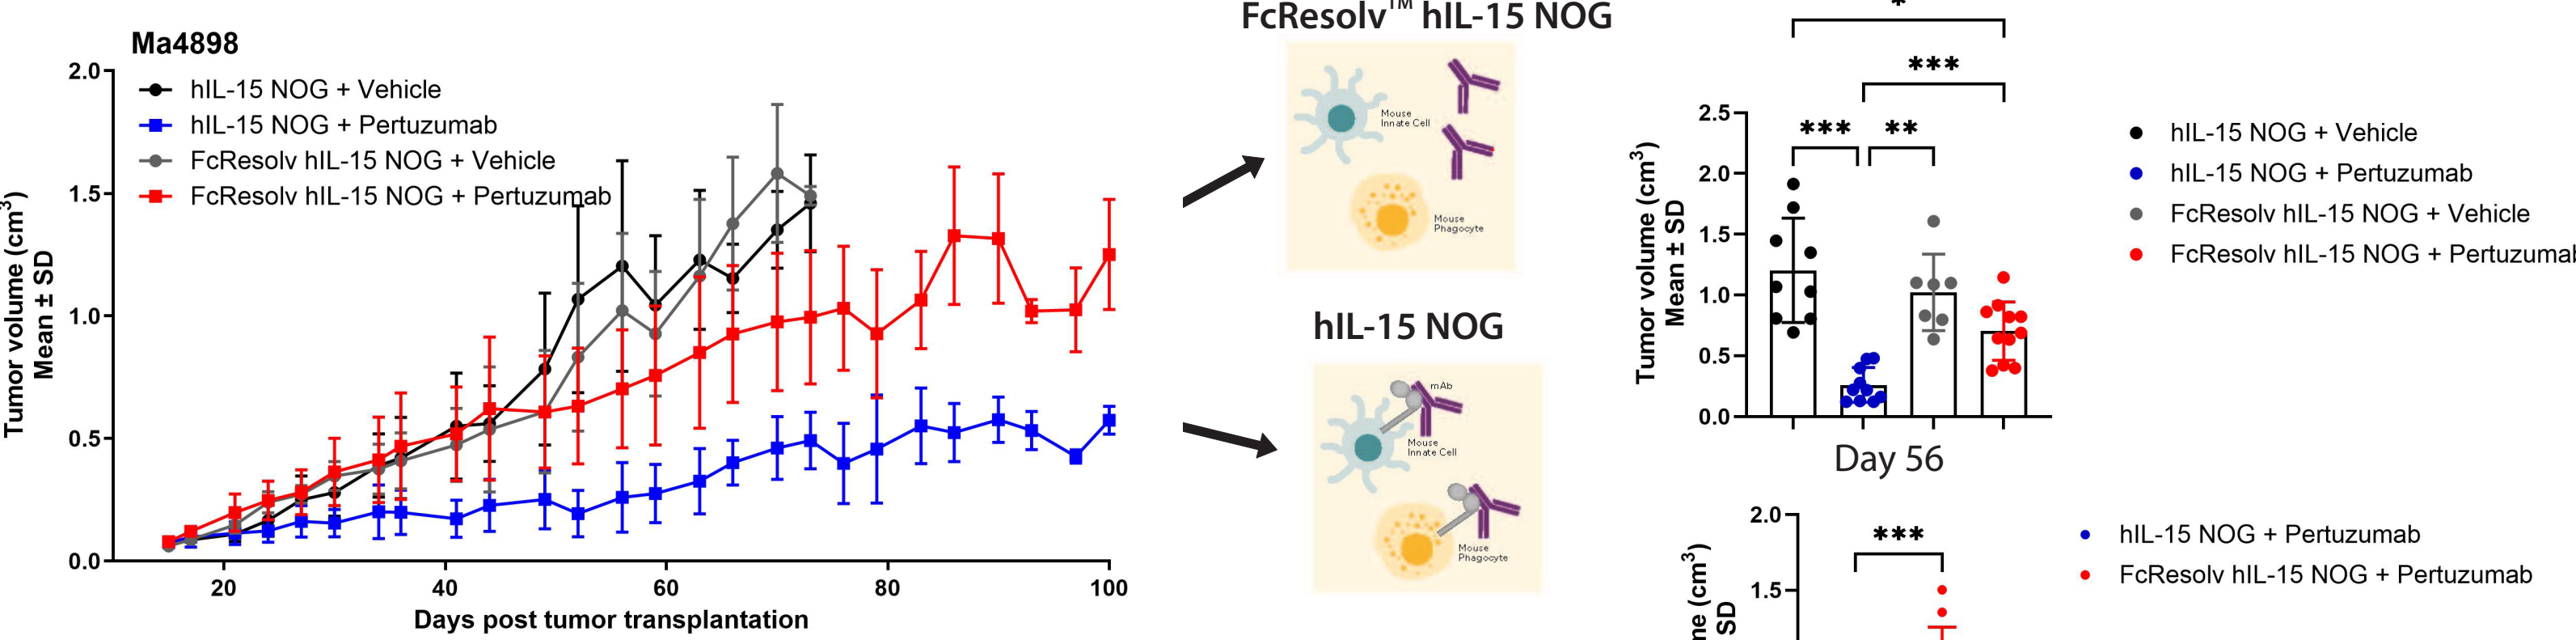 Ma4898
hIL-15 NOG + Vehicle
hIL-15 NOG + Pertuzumab
FcResolv hIL-15 NOG + Vehicle
FcResolv hIL-15 NOG + Pertuzumab
Tumor volume (cm³)
Mean ± SD
2.0
1.5
1.0
0.5
0.0
20 40 60 80 100
Days post tumor transplantation
FcResolv™ hIL-15 NOG
Mouse
Innate Cell
Mouse
Phagocyte
hIL-15 NOG
mAb
Mouse
Innate Cell
Mouse
Phagocyte
*
***
*** **
Tumor volume (cm³)
Mean ± SD
2.5
2.0
1.5
1.0
0.5
0.0
Day 56
hIL-15 NOG + Vehicle
hIL-15 NOG + Pertuzumab
FcResolv hIL-15 NOG + Vehicle
FcResolv hIL-15 NOG + Pertuzumab
2.0
1.5
***
me (cm³)
SD
hIL-15 NOG + Pertuzumab
FcResolv hIL-15 NOG + Pertuzumab